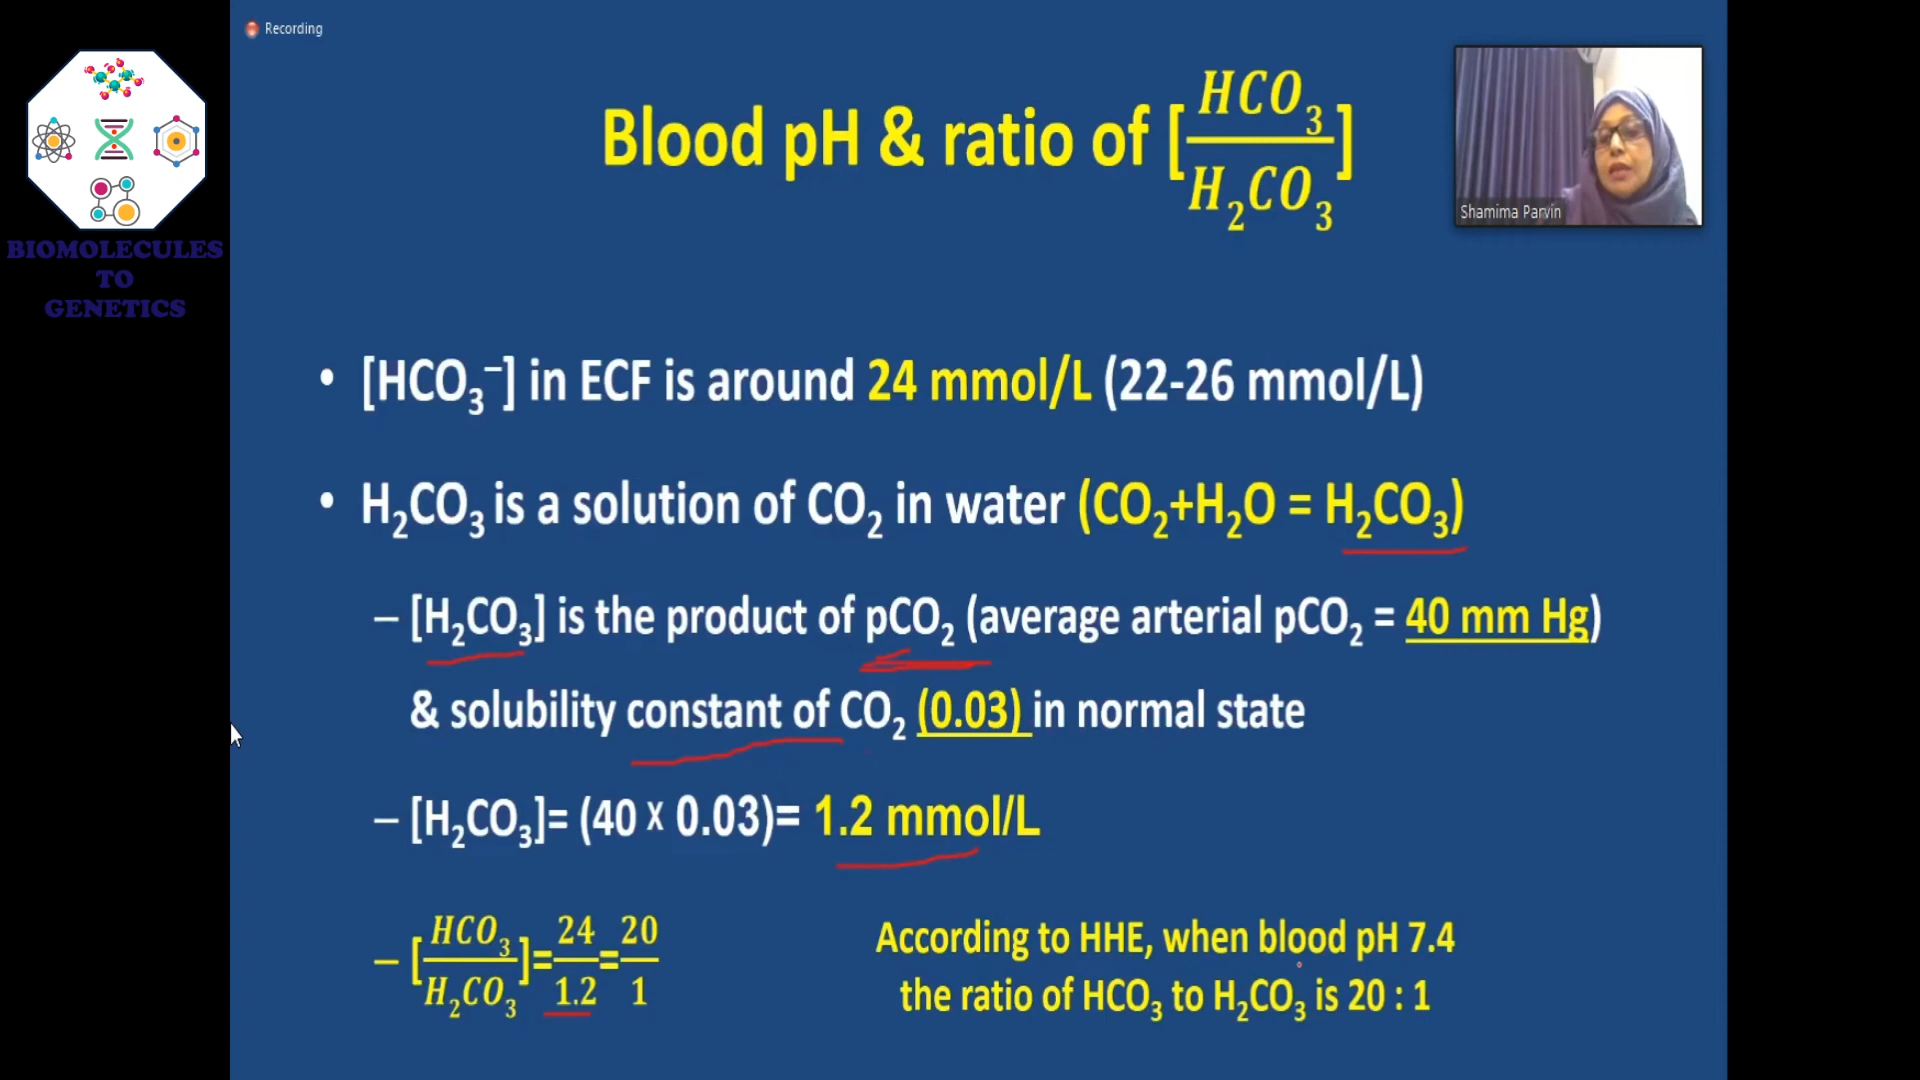 Recording
Blood pH & ratio of [HCO₃/H₂CO₃]
Shamima Parvin
BIOMOLECULES
TO
GENETICS
• [HCO₃⁻] in ECF is around 24 mmol/L (22-26 mmol/L)
• H₂CO₃ is a solution of CO₂ in water (CO₂+H₂O = H₂CO₃)
– [H₂CO₃] is the product of pCO₂ (average arterial pCO₂ = 40 mm Hg)
& solubility constant of CO₂ (0.03) in normal state
– [H₂CO₃]= (40 x 0.03)= 1.2 mmol/L
– [HCO₃/H₂CO₃]=24/1.2=20/1
According to HHE, when blood pH 7.4
the ratio of HCO₃ to H₂CO₃ is 20 : 1